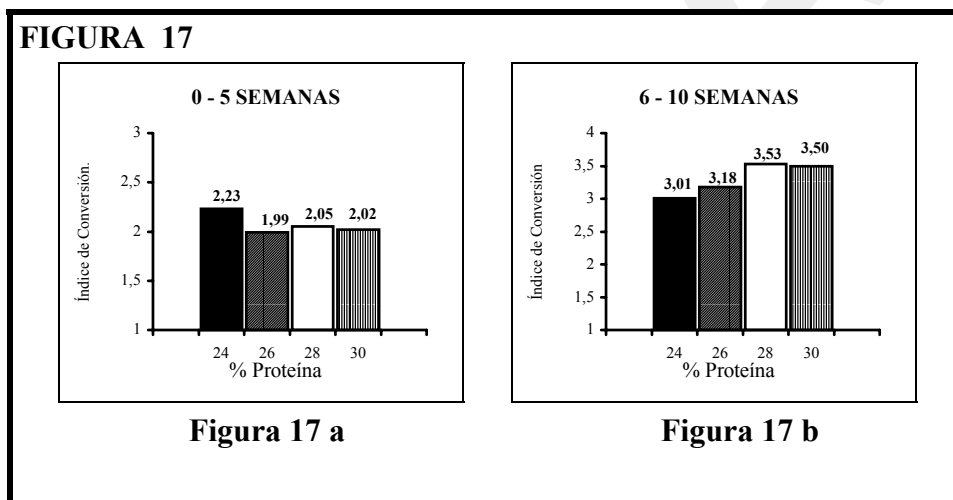 FIGURA 17
0 - 5 SEMANAS
Índice de Conversión.
3
2,5
2
1,5
1
2,23
1,99
2,05
2,02
24 26 28 30
% Proteína
Figura 17 a
6 - 10 SEMANAS
Índice de Conversión
4
3,5
3
2,5
2
1,5
1
3,01
3,18
3,53
3,50
24 26 28 30
% Proteína
Figura 17 b